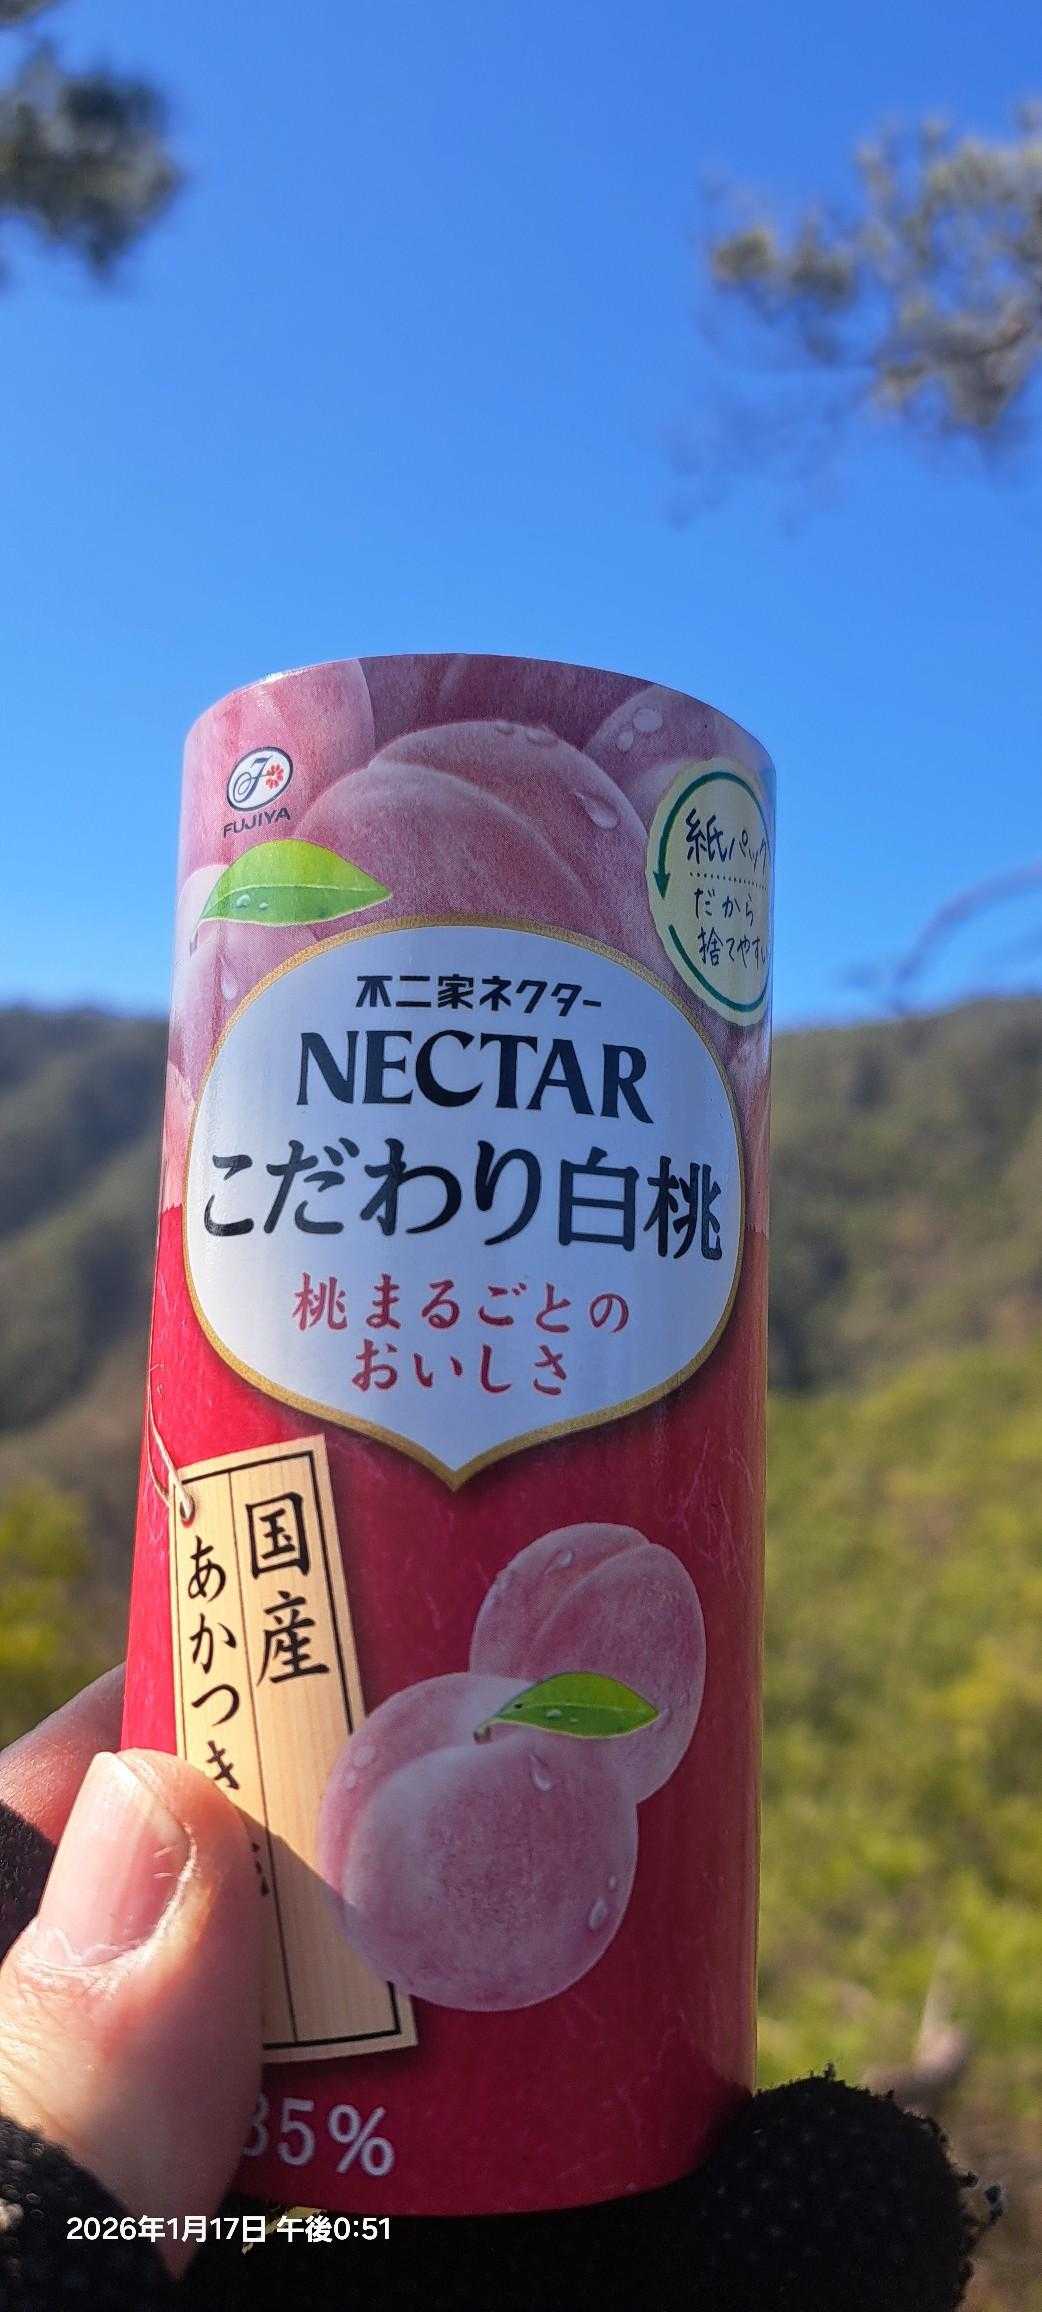 FUJIYA
紙パック
だから
捨てやすい
不二家ネクター
NECTAR
こだわり白桃
桃まるごとの
おいしさ
国産
あかつき
35%
2026年1月17日 午後0:51